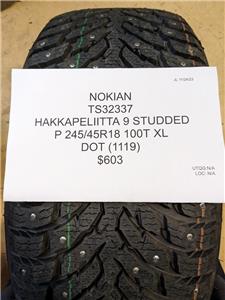 NOKIAN
TS32337
HAKKAPELIITTA 9 STUDDED
P 245/45R18 100T XL
DOT (1119)
$603
UTQG:N/A
LOC: N/A